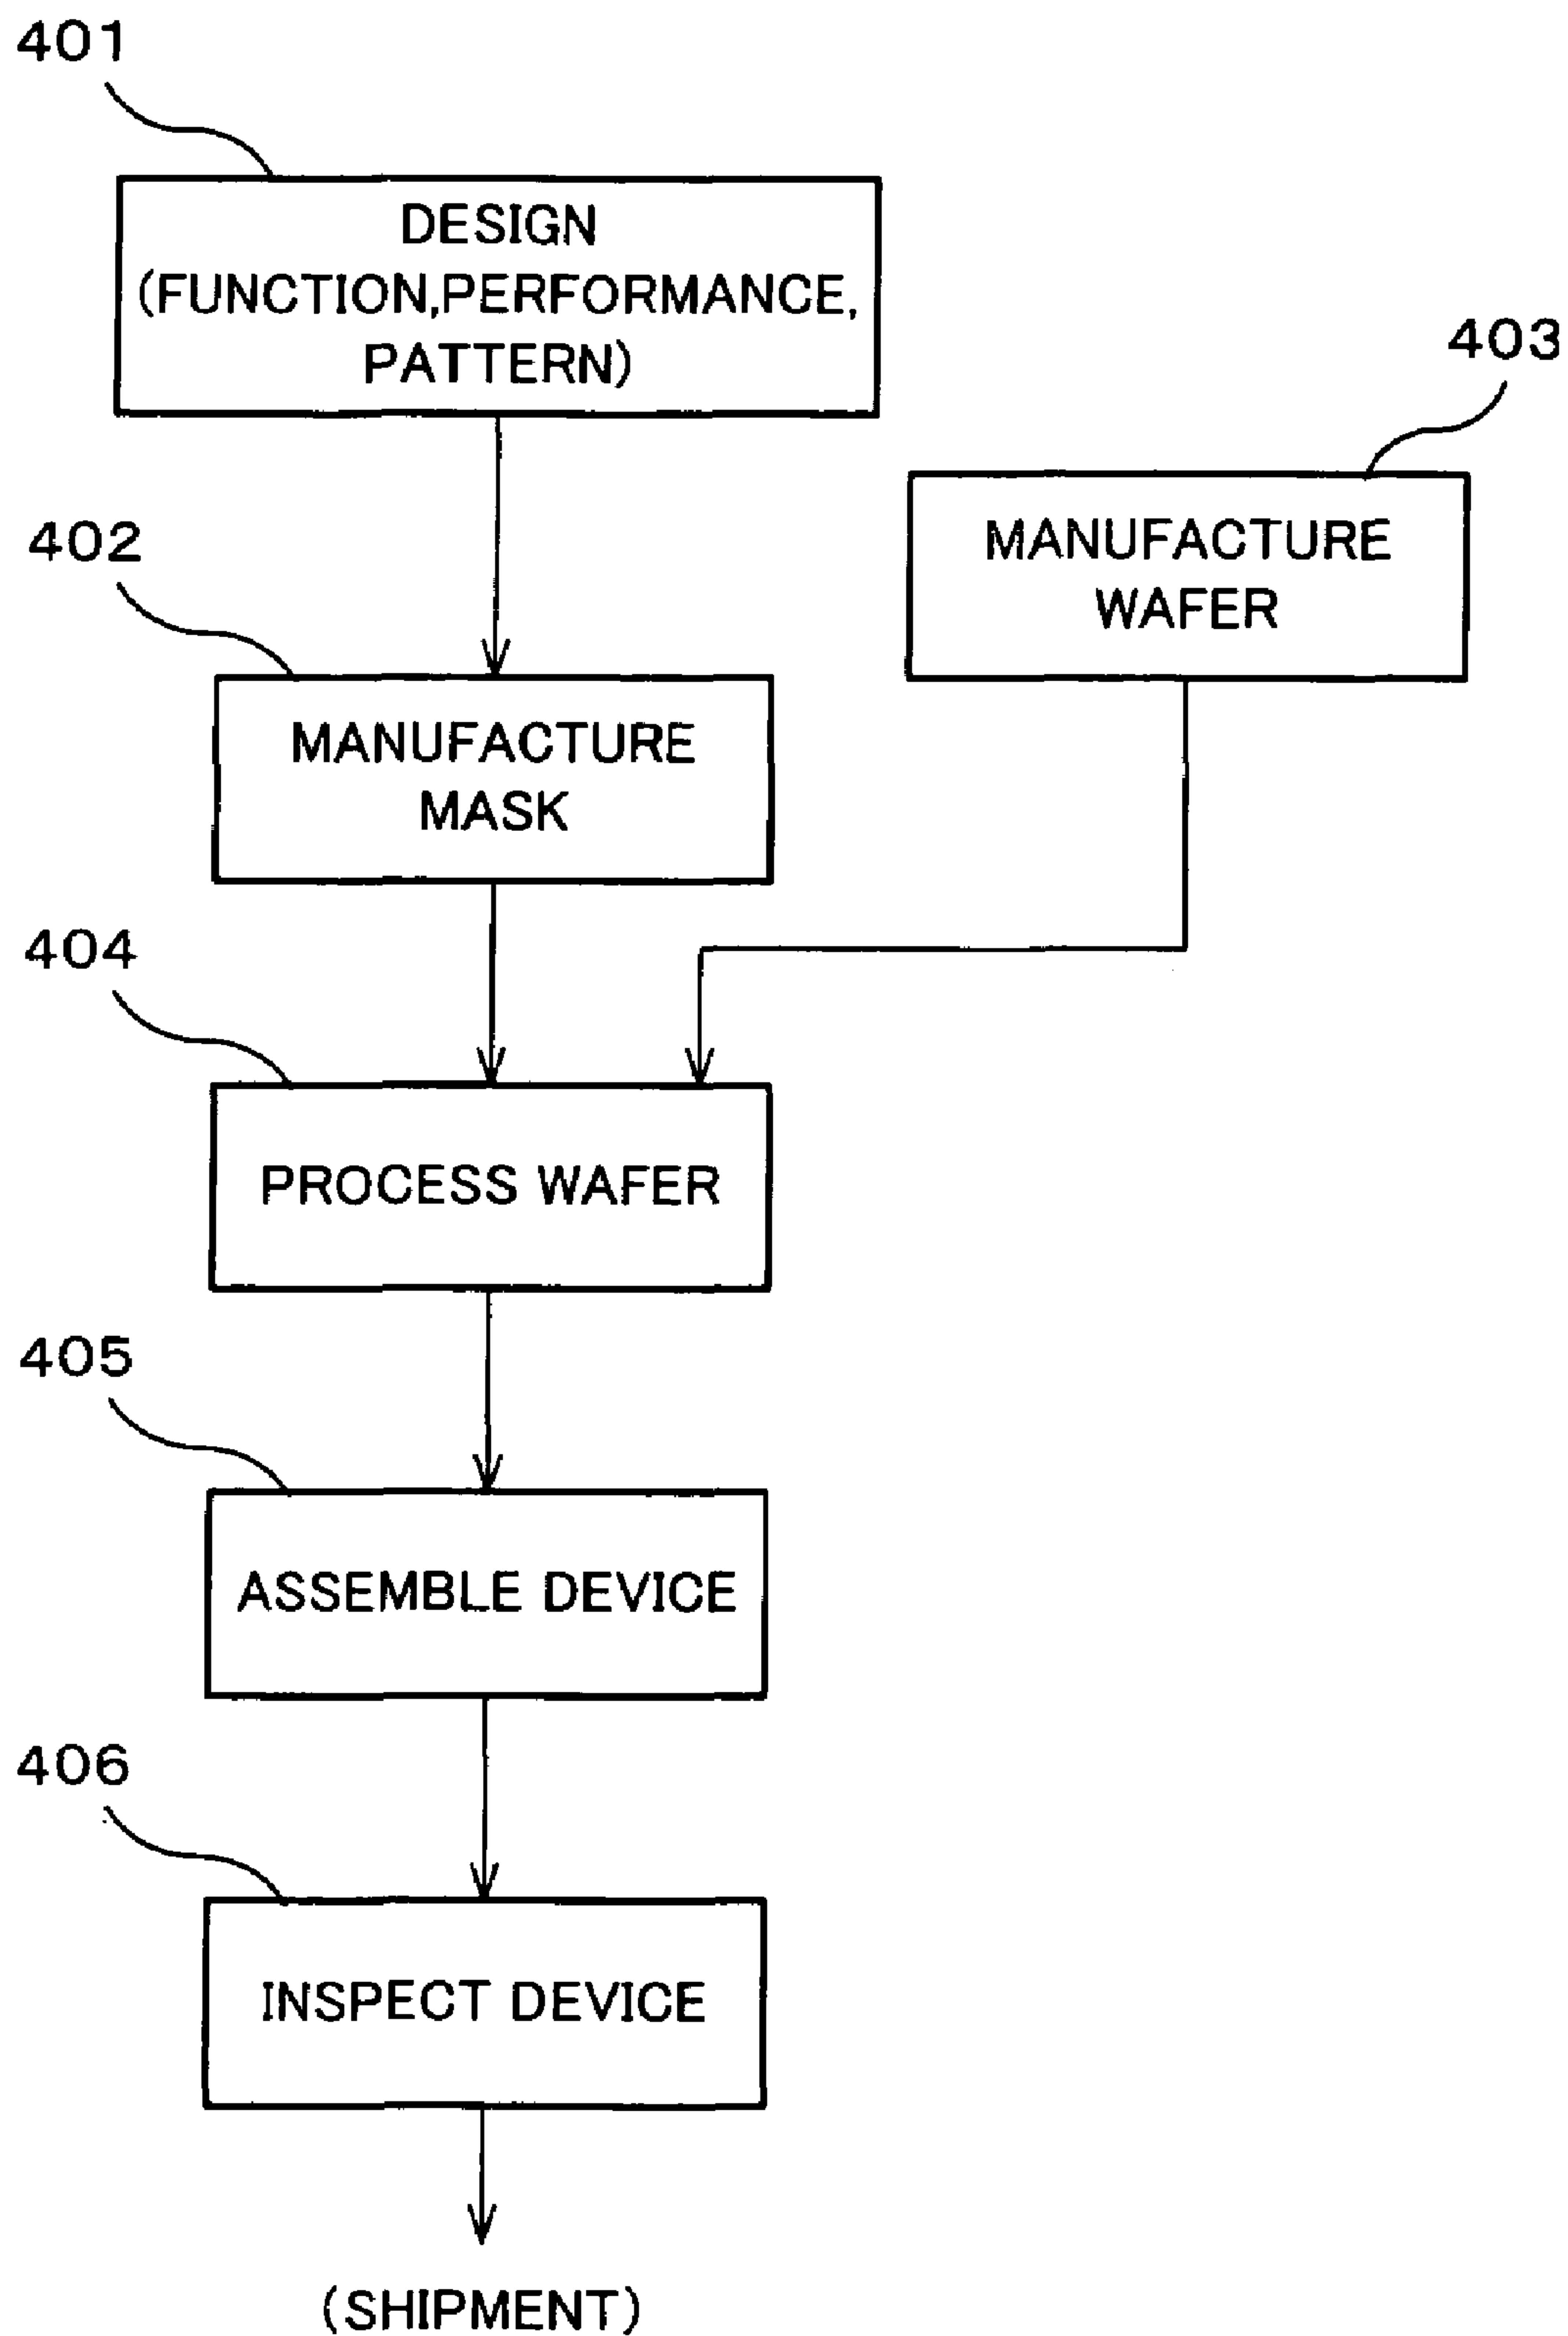 401
DESIGN
(FUNCTION,PERFORMANCE,
PATTERN)
403
MANUFACTURE
WAFER
402
MANUFACTURE
MASK
404
PROCESS WAFER
405
ASSEMBLE DEVICE
406
INSPECT DEVICE
(SHIPMENT)